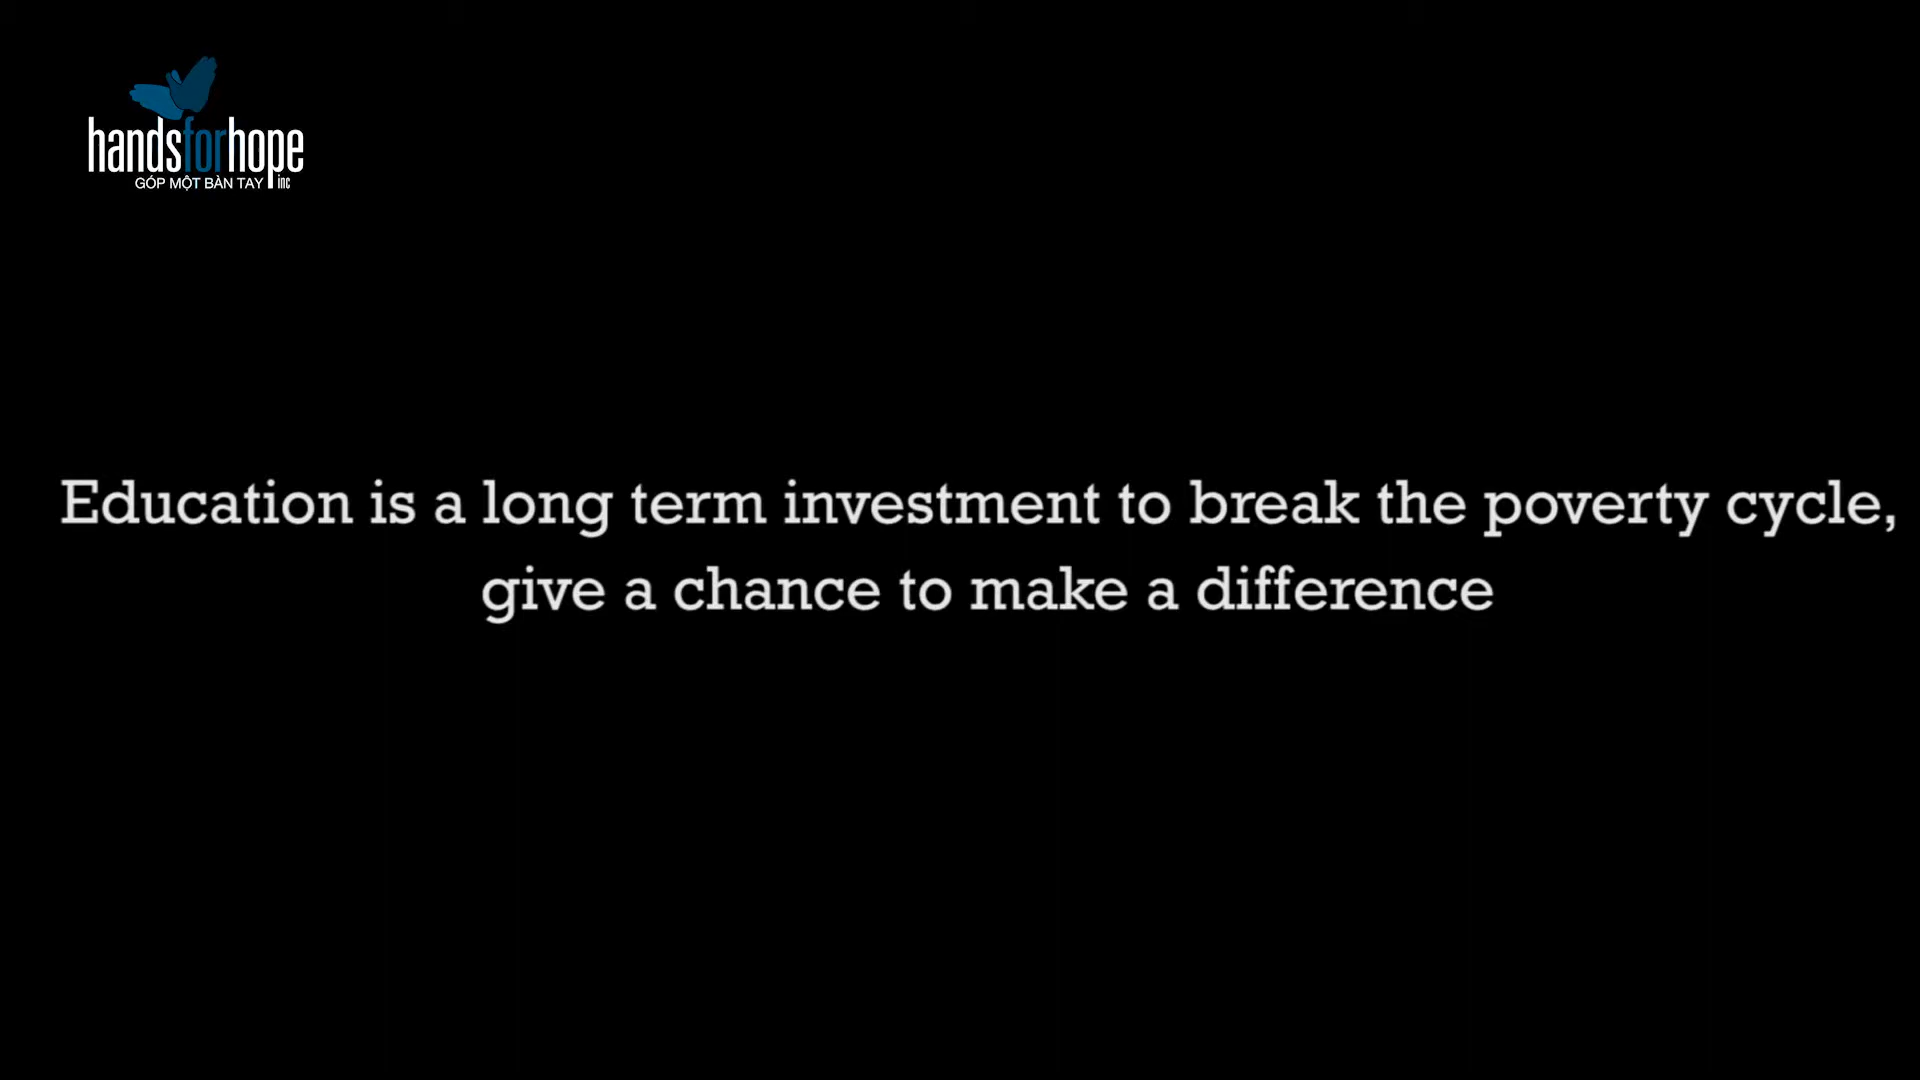 handsforhope
GÓP MỘT BÀN TAY inc
Education is a long term investment to break the poverty cycle,
give a chance to make a difference